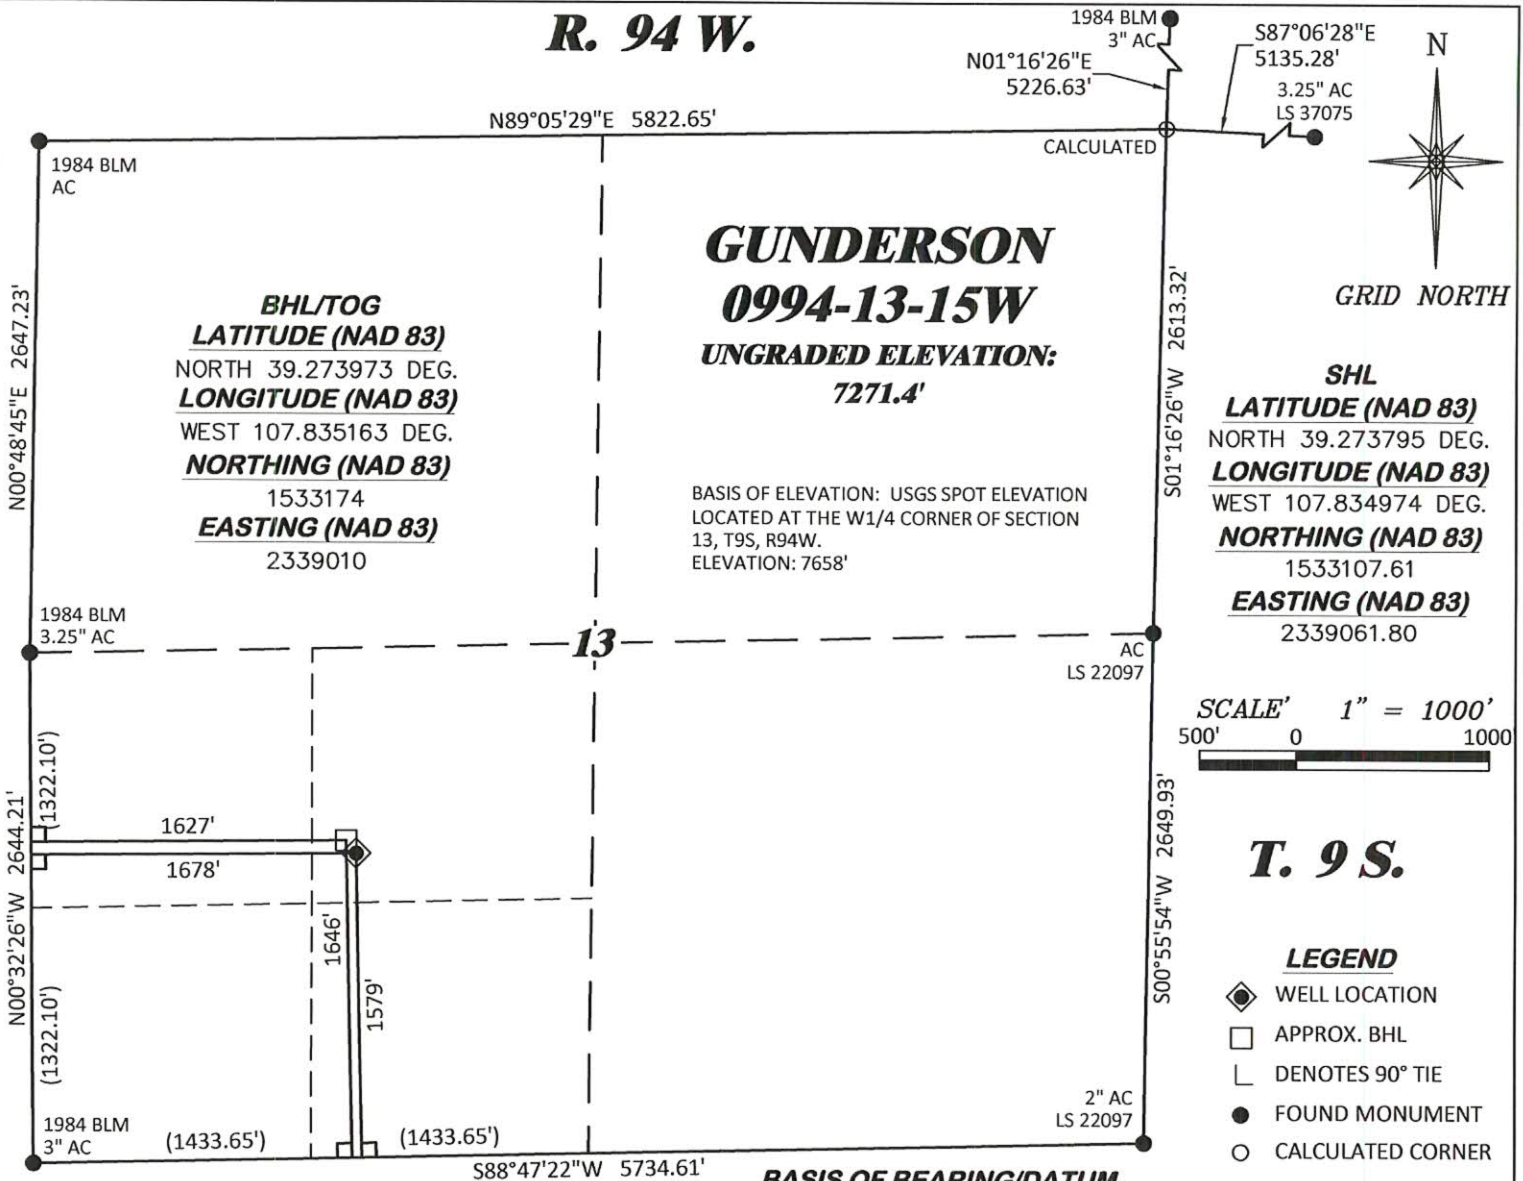 R. 94 W.
1984 BLM
3" AC
N01°16'26"E
5226.63'
S87°06'28"E
5135.28'
3.25" AC
LS 37075
N
N89°05'29"E 5822.65'
CALCULATED
1984 BLM
AC
GRID NORTH
GUNDERSON
0994-13-15W
UNGRADED ELEVATION:
7271.4'
BHL/TOG
LATITUDE (NAD 83)
NORTH 39.273973 DEG.
LONGITUDE (NAD 83)
WEST 107.835163 DEG.
NORTHING (NAD 83)
1533174
EASTING (NAD 83)
2339010
N00°48'45"E 2647.23'
S01°16'26"W 2613.32'
SHL
LATITUDE (NAD 83)
NORTH 39.273795 DEG.
LONGITUDE (NAD 83)
WEST 107.834974 DEG.
NORTHING (NAD 83)
1533107.61
EASTING (NAD 83)
2339061.80
BASIS OF ELEVATION: USGS SPOT ELEVATION
LOCATED AT THE W1/4 CORNER OF SECTION
13, T9S, R94W.
ELEVATION: 7658'
1984 BLM
3.25" AC
13
AC
LS 22097
SCALE' 1" = 1000'
500' 0 1000'
(1322.10')
N00°32'26"W 2644.21'
1627'
1678'
1646'
1579'
(1322.10')
S00°55'54"W 2649.93'
T. 9 S.
LEGEND
WELL LOCATION
APPROX. BHL
DENOTES 90° TIE
FOUND MONUMENT
CALCULATED CORNER
1984 BLM
3" AC
(1433.65')
(1433.65')
2" AC
LS 22097
S88°47'22"W 5734.61'
BASIS OF BEARING/DATUM